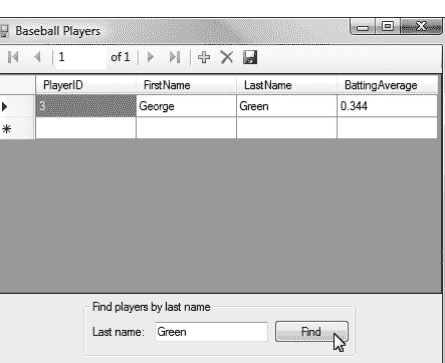 Baseball Players
1 of 1
PlayerID FirstName LastName BattingAverage
3 George Green 0.344
Find players by last name
Last name: Green Find